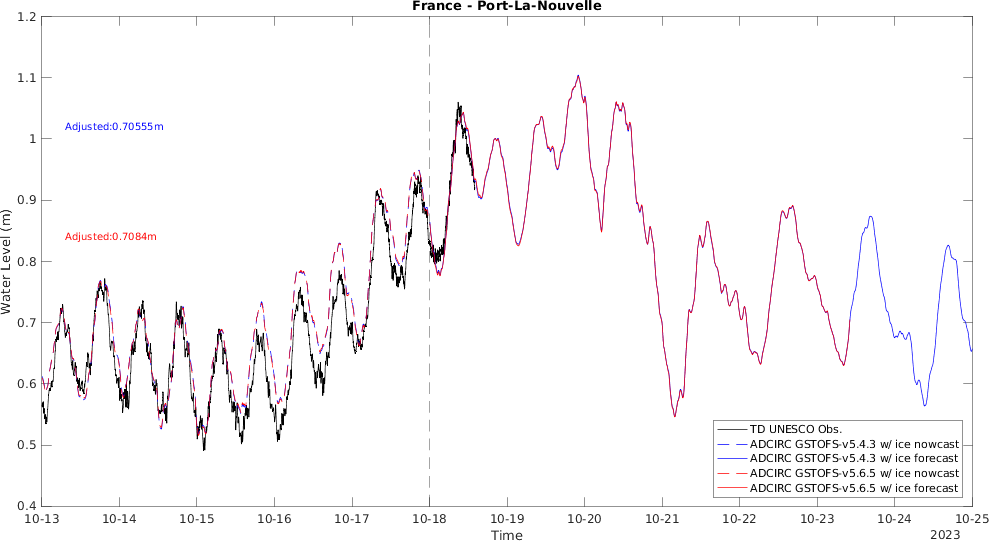 France - Port-La-Nouvelle
1.2
1.1
1
0.9
0.8
0.7
0.6
0.5
0.4
Water Level (m)
Adjusted:0.70555m
Adjusted:0.7084m
TD UNESCO Obs.
ADCIRC GSTOFS-v5.4.3 w/ ice nowcast
ADCIRC GSTOFS-v5.4.3 w/ ice forecast
ADCIRC GSTOFS-v5.6.5 w/ ice nowcast
ADCIRC GSTOFS-v5.6.5 w/ ice forecast
10-13 10-14 10-15 10-16 10-17 10-18 10-19 10-20 10-21 10-22 10-23 10-24 10-25
Time
2023